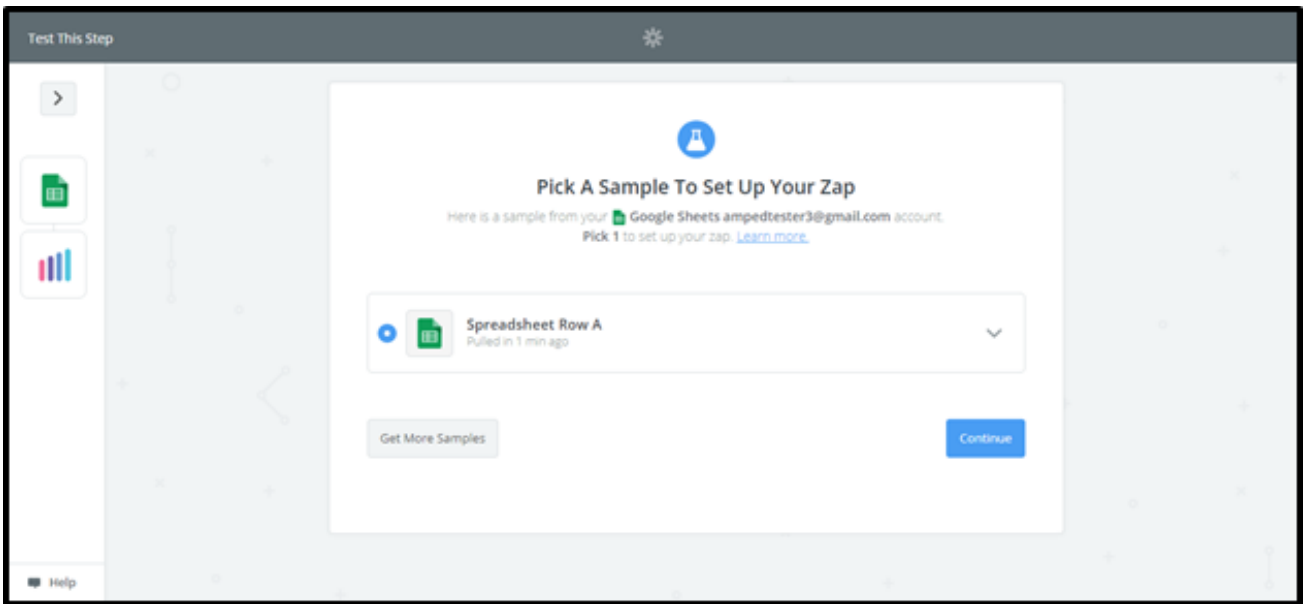 Test This Step
Pick A Sample To Set Up Your Zap
Here is a sample from your Google Sheets ampedtester3@gmail.com account.
Pick 1 to set up your zap. Learn more.
Spreadsheet Row A
Pulled in 1 min ago
Get More Samples
Continue
Help